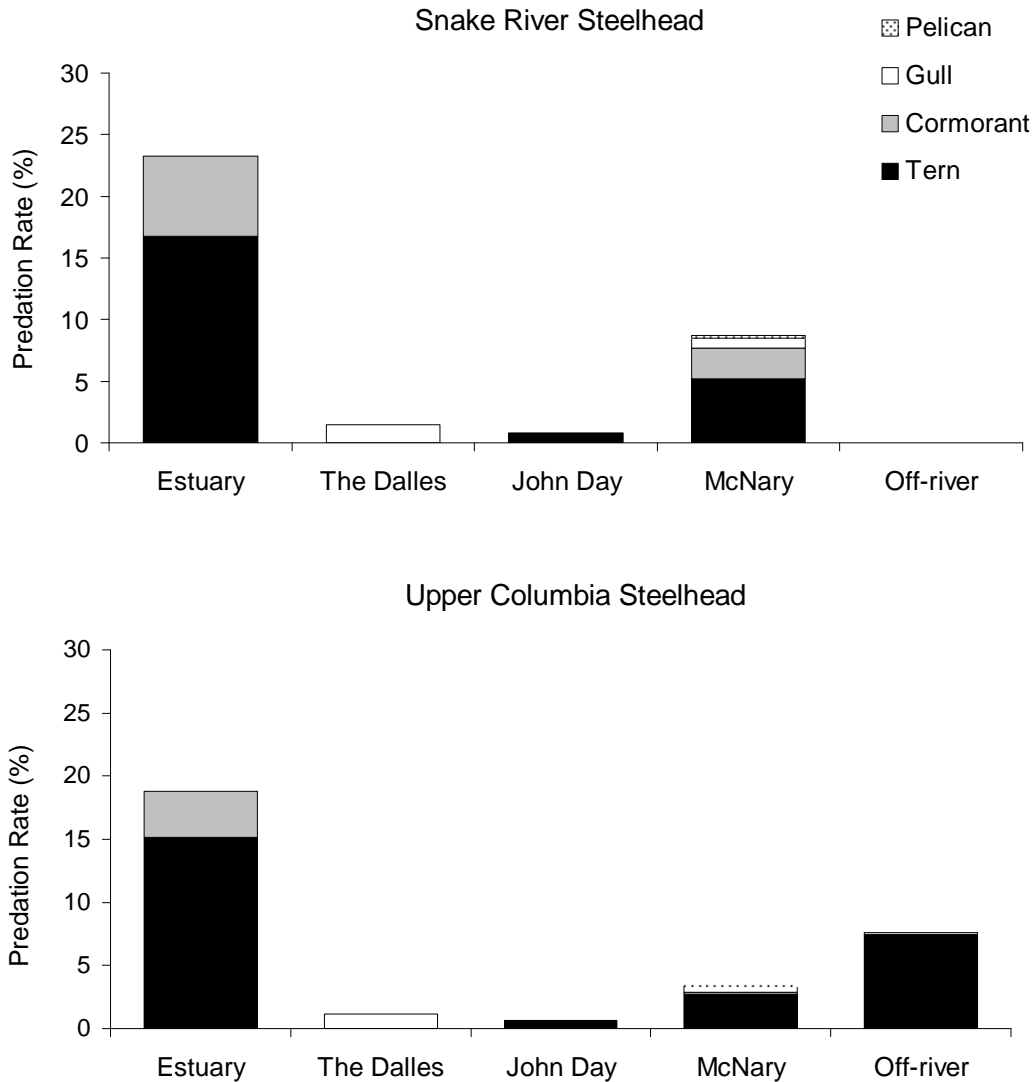 Snake River Steelhead
Pelican
Gull
Cormorant
Tern
Predation Rate (%)
30
25
20
15
10
5
0
Estuary The Dalles John Day McNary Off-river
Upper Columbia Steelhead
Predation Rate (%)
30
25
20
15
10
5
0
Estuary The Dalles John Day McNary Off-river